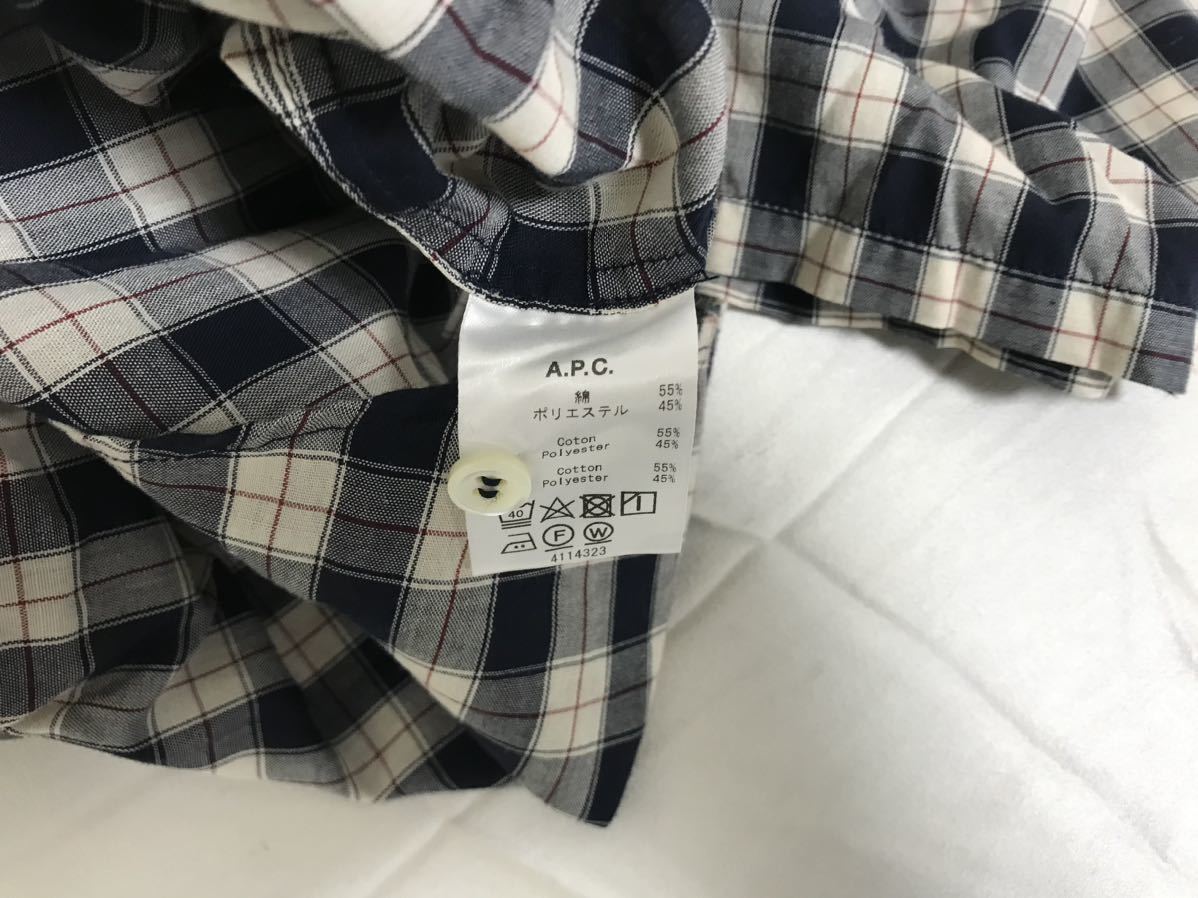 A.P.C.
綿 55%
ポリエステル 45%
Coton 55%
Polyester 45%
Cotton 55%
Polyester 45%
40
F W
4114323